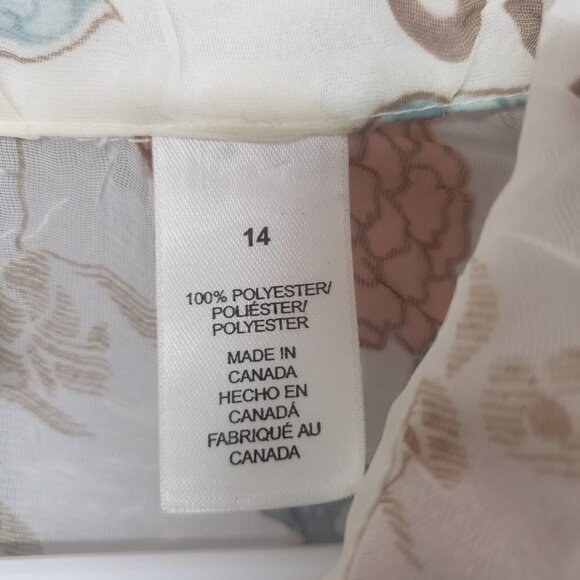 14
100% POLYESTER/
POLIÉSTER/
POLYESTER
MADE IN
CANADA
HECHO EN
CANADÁ
FABRIQUÉ AU
CANADA